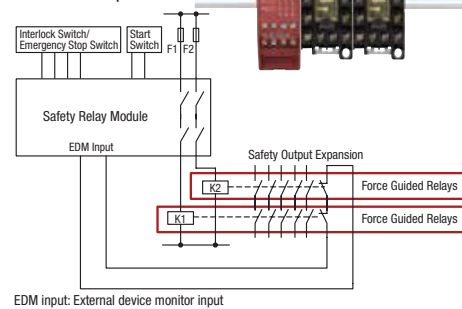 Interlock Switch/
Emergency Stop Switch
Start
Switch
F1 F2
Safety Relay Module
EDM Input
Safety Output Expansion
K2
Force Guided Relays
K1
Force Guided Relays
EDM input: External device monitor input